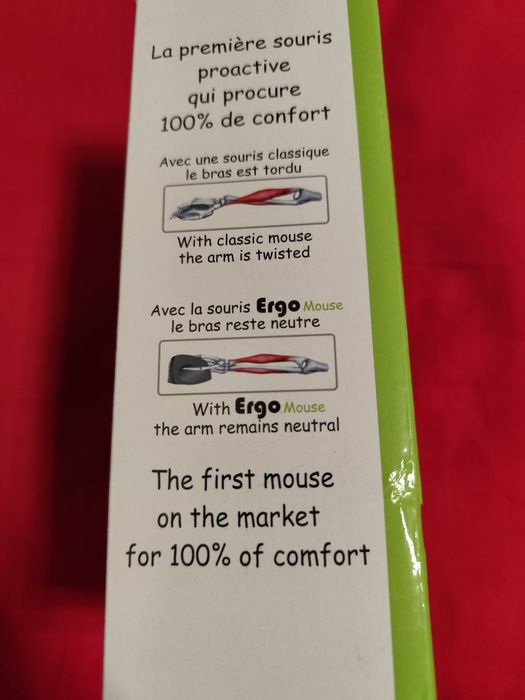 La première souris
proactive
qui procure
100% de confort
Avec une souris classique
le bras est tordu
With classic mouse
the arm is twisted
Avec la souris Ergo Mouse
le bras reste neutre
With Ergo Mouse
the arm remains neutral
The first mouse
on the market
for 100% of comfort